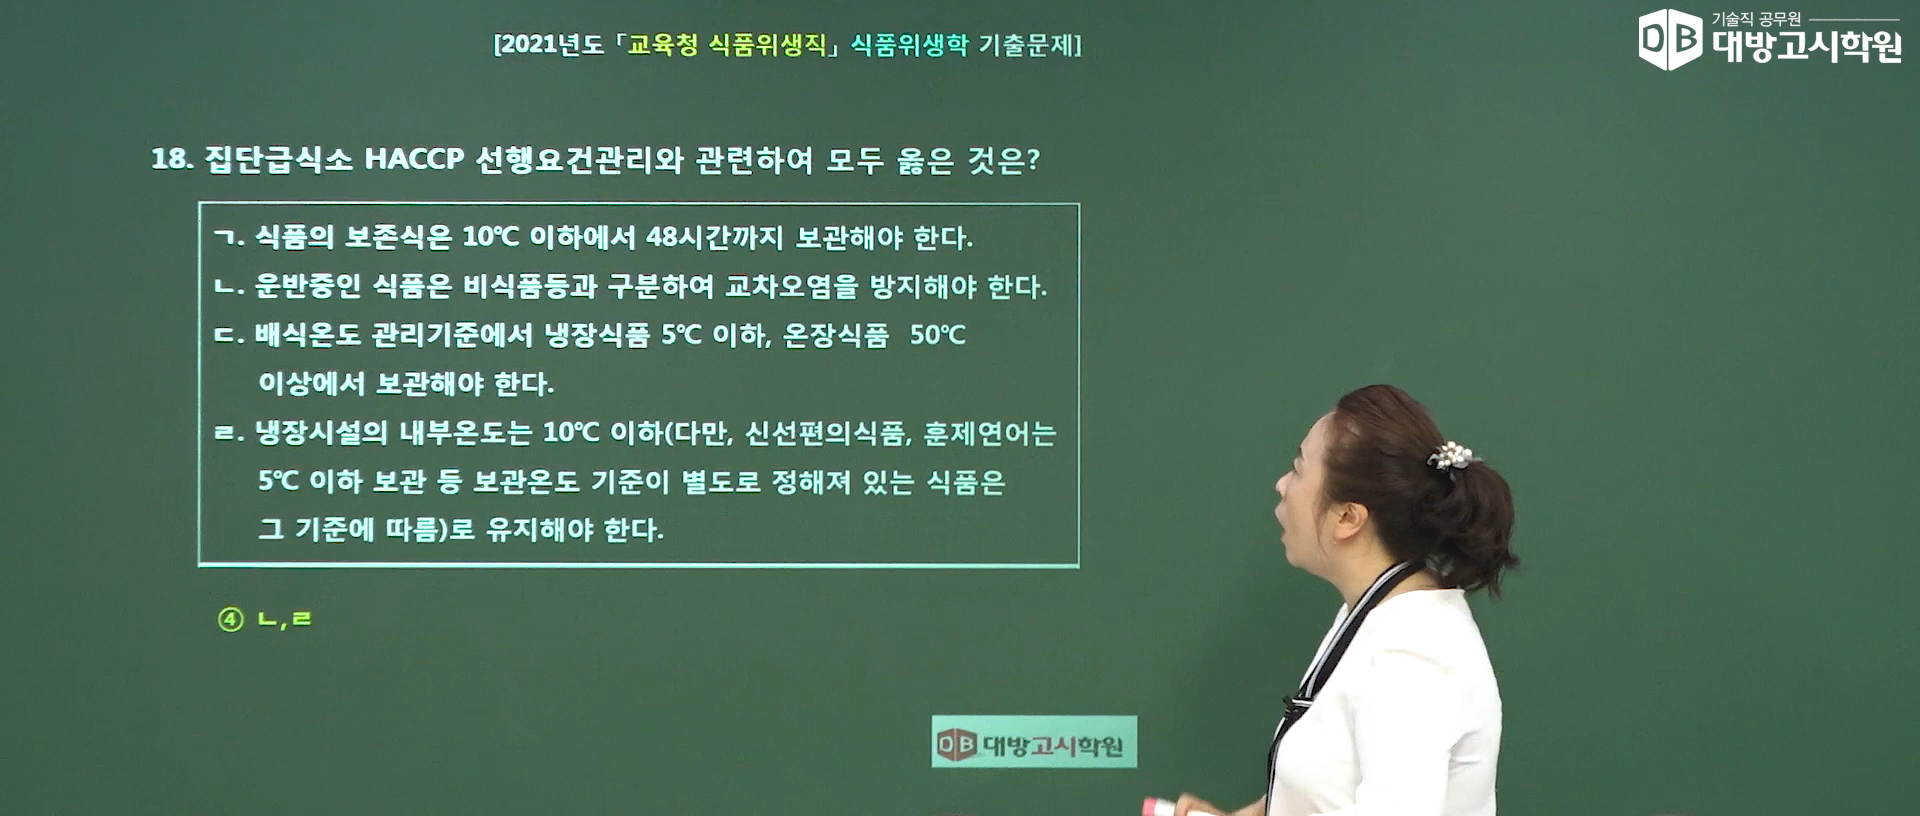 [2021년도 「교육청 식품위생직」 식품위생학 기출문제]
기술직 공무원
DB 대방고시학원
18. 집단급식소 HACCP 선행요건관리와 관련하여 모두 옳은 것은?
ㄱ. 식품의 보존식은 10℃ 이하에서 48시간까지 보관해야 한다.
ㄴ. 운반중인 식품은 비식품등과 구분하여 교차오염을 방지해야 한다.
ㄷ. 배식온도 관리기준에서 냉장식품 5℃ 이하, 온장식품 50℃
이상에서 보관해야 한다.
ㄹ. 냉장시설의 내부온도는 10℃ 이하(다만, 신선편의식품, 훈제연어는
5℃ 이하 보관 등 보관온도 기준이 별도로 정해져 있는 식품은
그 기준에 따름)로 유지해야 한다.
④ ㄴ,ㄹ
DB 대방고시학원